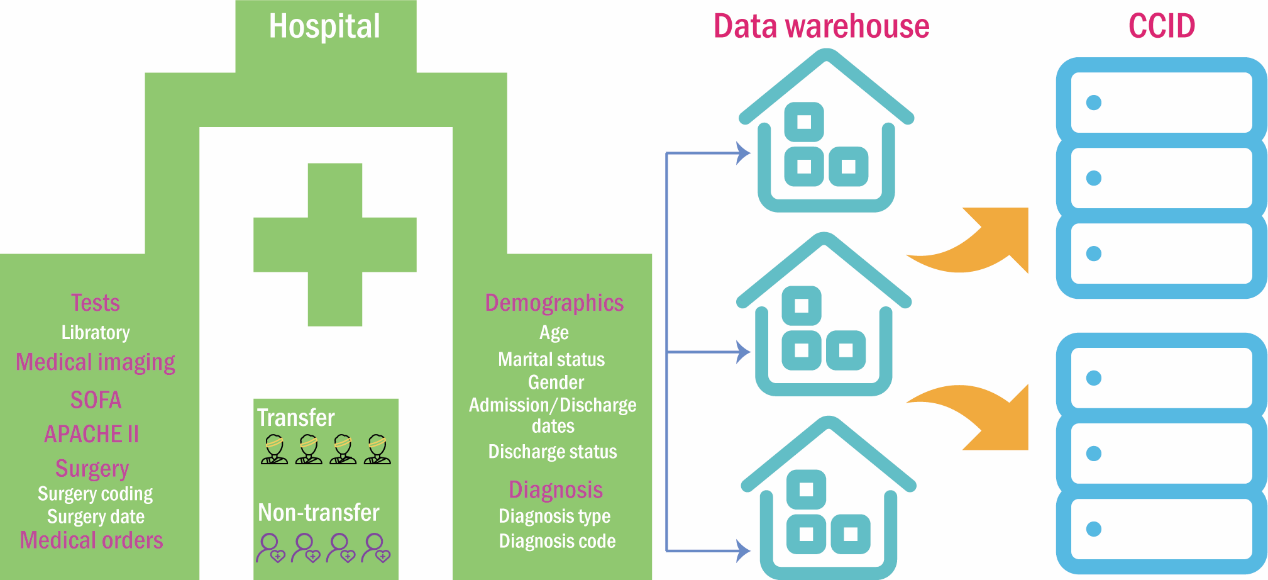 Hospital
Data warehouse
CCID
Tests
Libratory
Medical imaging
SOFA
APACHE II
Surgery
Surgery coding
Surgery date
Medical orders
Transfer
Non-transfer
Demographics
Age
Marital status
Gender
Admission/Discharge
dates
Discharge status
Diagnosis
Diagnosis type
Diagnosis code